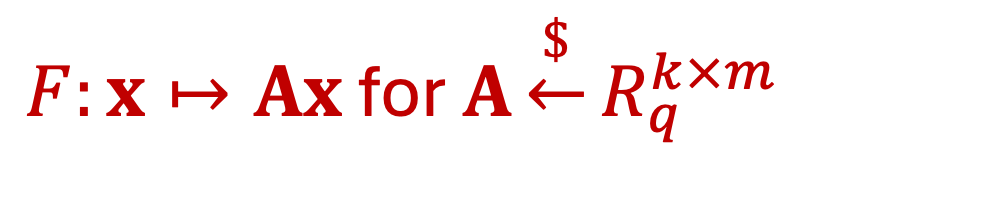 F: x ↦ Ax for A $← R_q^{k×m}